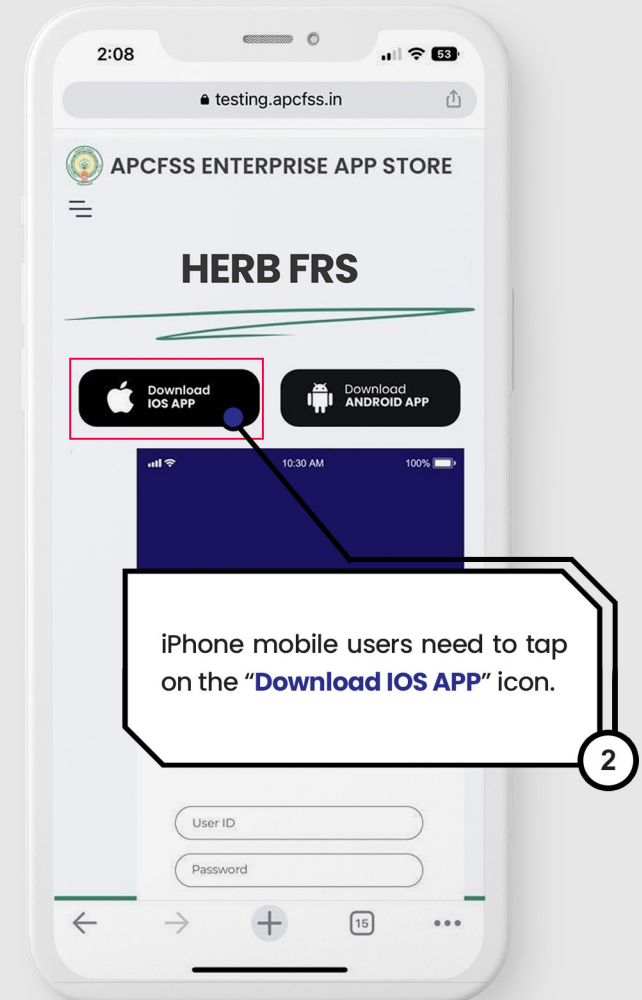 2:08
53
testing.apcfss.in
APCFSS ENTERPRISE APP STORE
HERB FRS
Download
IOS APP
Download
ANDROID APP
10:30 AM
100%
iPhone mobile users need to tap
on the “Download IOS APP” icon.
2
User ID
Password
15